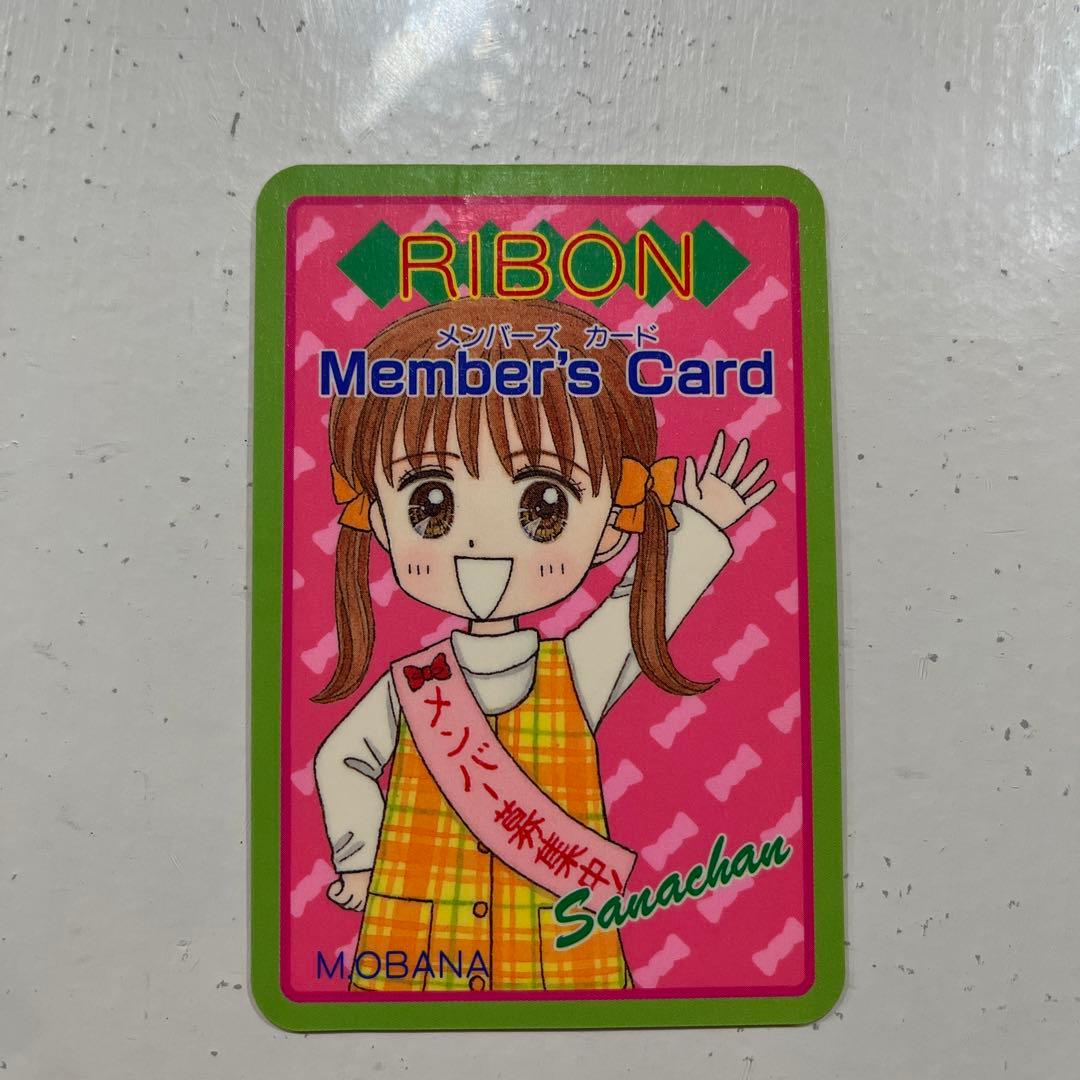 RIBON
メンバーズ カード
Member's Card
メンバー募集中
Sanachan
M.OBANA